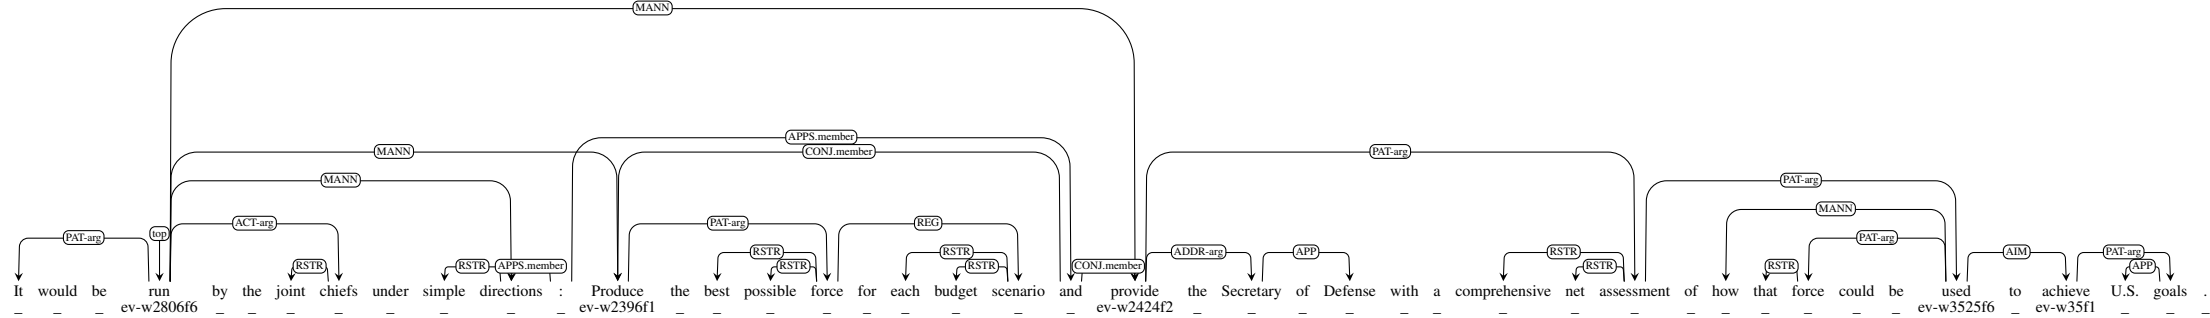 MANN
APPS.member
MANN CONJ.member PAT-arg
MANN PAT-arg
ACT-arg PAT-arg REG MANN
PAT-arg top PAT-arg
RSTR RSTR ADDR-arg APP RSTR AIM PAT-arg
RSTR RSTR APPS.member RSTR RSTR CONJ.member RSTR RSTR APP
It would be run by the joint chiefs under simple directions : Produce the best possible force for each budget scenario and provide the Secretary of Defense with a comprehensive net assessment of how that force could be used to achieve U.S. goals .
_ _ _ ev-w2806f6 _ _ _ _ _ _ _ _ ev-w2396f1 _ _ _ _ _ _ _ _ _ ev-w2424f2 _ _ _ _ _ _ _ _ _ _ _ _ _ _ _ ev-w3525f6 _ ev-w35f1 _ _ _